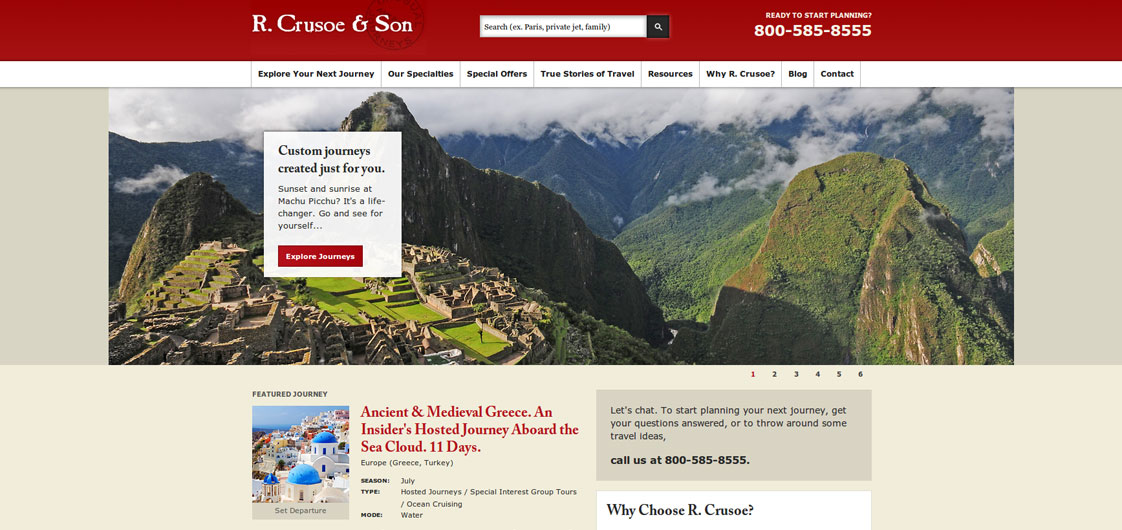 R. Crusoe & Son
Search (ex. Paris, private jet, family)
READY TO START PLANNING?
800-585-8555
Explore Your Next Journey
Our Specialties
Special Offers
True Stories of Travel
Resources
Why R. Crusoe?
Blog
Contact
Custom journeys
created just for you.
Sunset and sunrise at
Machu Picchu? It's a life-
changer. Go and see for
yourself...
Explore Journeys
1 2 3 4 5 6
FEATURED JOURNEY
Set Departure
Ancient & Medieval Greece. An
Insider's Hosted Journey Aboard the
Sea Cloud. 11 Days.
Europe (Greece, Turkey)
SEASON: July
TYPE: Hosted Journeys / Special Interest Group Tours
/ Ocean Cruising
MODE: Water
Let's chat. To start planning your next journey, get
your questions answered, or to throw around some
travel ideas,
call us at 800-585-8555.
Why Choose R. Crusoe?